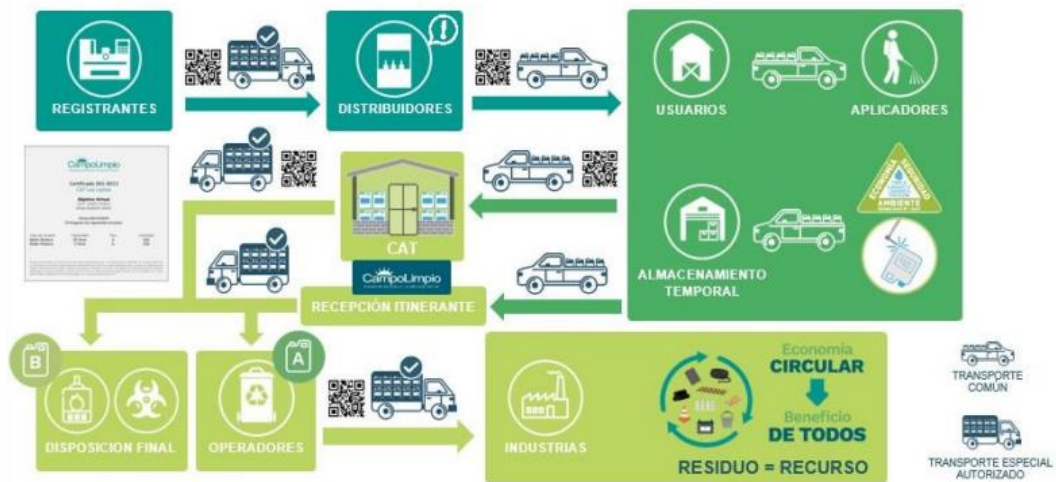 REGISTRANTES
DISTRIBUIDORES
USUARIOS
APLICADORES
CampoLimpio
CAT
ECONOMÍA
SEGURIDAD
AMBIENTE
ALMACENAMIENTO
TEMPORAL
CampoLimpio
RECEPCIÓN ITINERANTE
B
A
DISPOSICION FINAL
OPERADORES
INDUSTRIAS
Economía
CIRCULAR
Beneficio
DE TODOS
RESIDUO = RECURSO
TRANSPORTE
COMÚN
TRANSPORTE ESPECIAL
AUTORIZADO